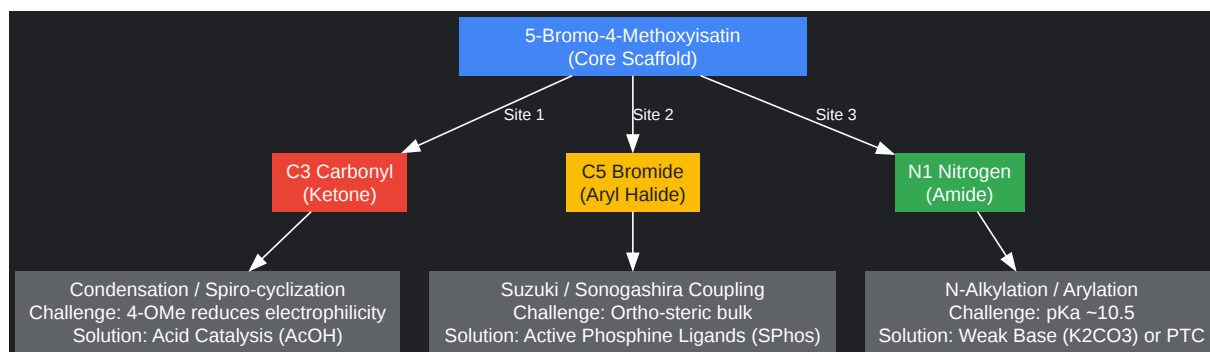 5-Bromo-4-Methoxyisatin
(Core Scaffold)
Site 1
Site 2
Site 3
C3 Carbonyl
(Ketone)
C5 Bromide
(Aryl Halide)
N1 Nitrogen
(Amide)
Condensation / Spiro-cyclization
Challenge: 4-OMe reduces electrophilicity
Solution: Acid Catalysis (AcOH)
Suzuki / Sonogashira Coupling
Challenge: Ortho-steric bulk
Solution: Active Phosphine Ligands (SPhos)
N-Alkylation / Arylation
Challenge: pKa ~10.5
Solution: Weak Base (K2CO3) or PTC